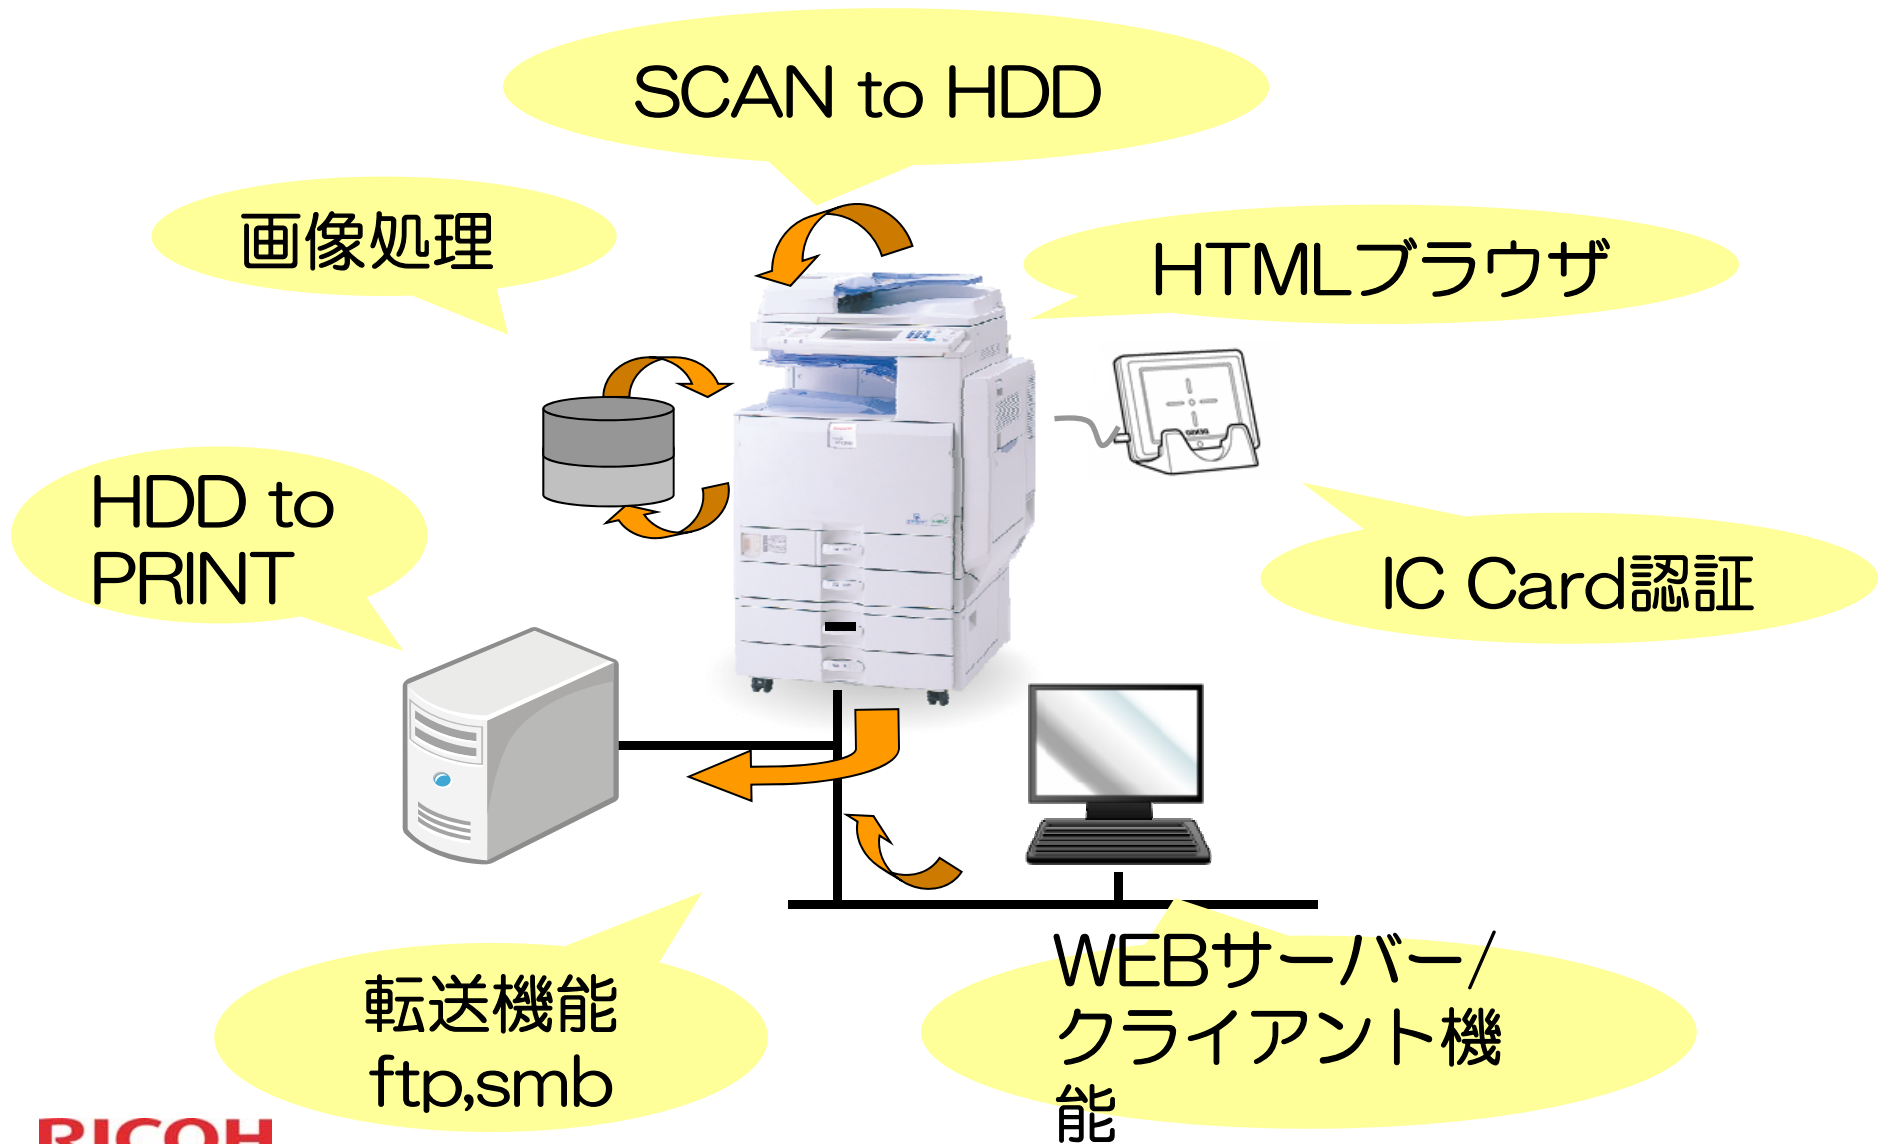 SCAN to HDD
画像処理
HTMLブラウザ
HDD to
PRINT
IC Card認証
転送機能
ftp,smb
WEBサーバー/
クライアント機
能
RICOH